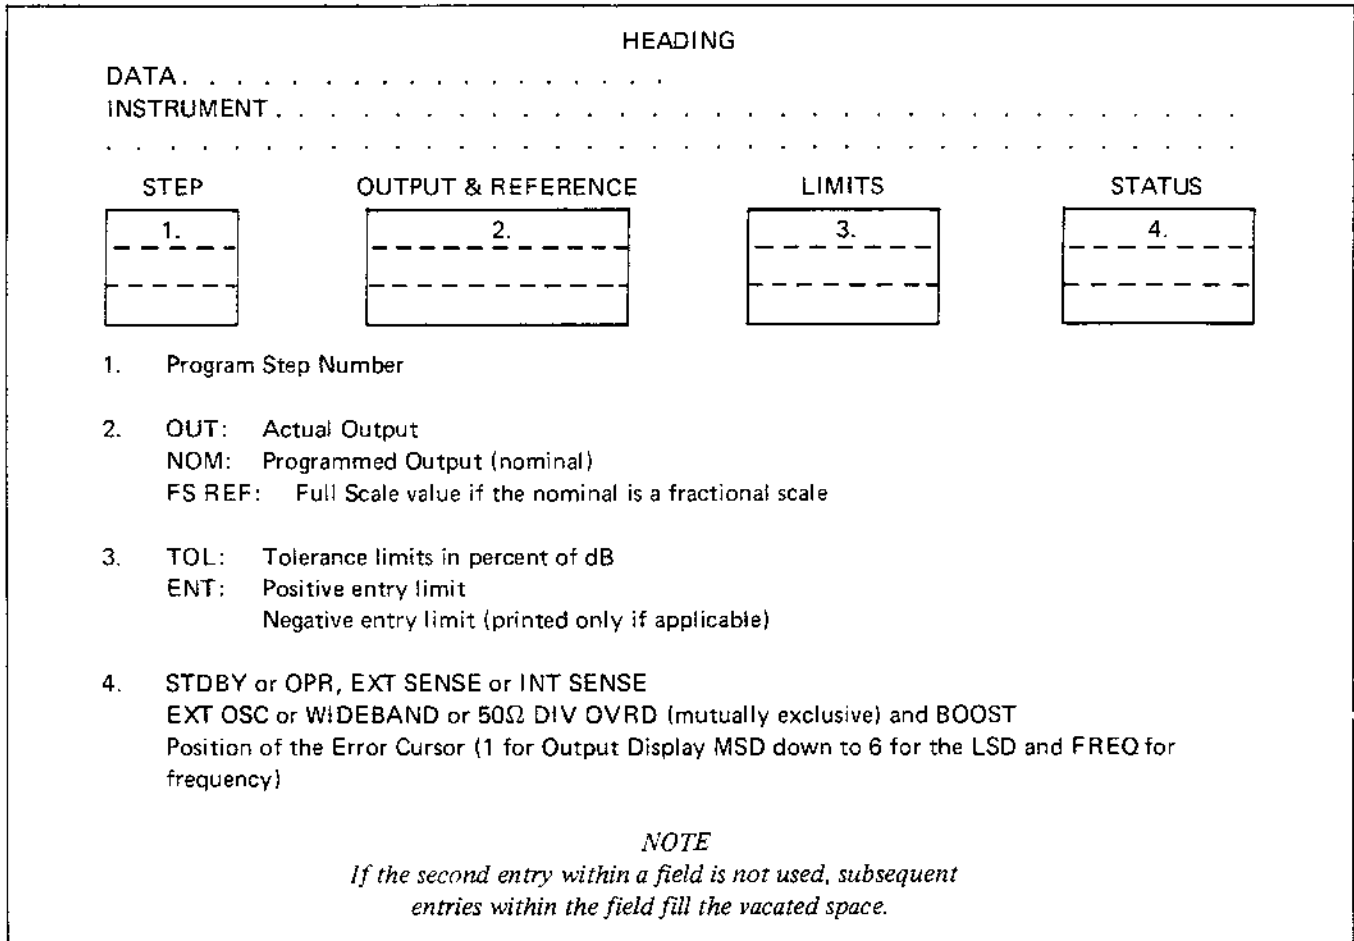 HEADING
DATA. . . . . . . . . . . . . . . . . . .
INSTRUMENT . . . . . . . . . . . . . . . . . . . . . . . . . . . . . . . . .
. . . . . . . . . . . . . . . . . . . . . . . . . . . . . . . . . . . . . . .
STEP OUTPUT & REFERENCE LIMITS STATUS
1. 2. 3. 4.
1. Program Step Number
2. OUT: Actual Output
NOM: Programmed Output (nominal)
FS REF: Full Scale value if the nominal is a fractional scale
3. TOL: Tolerance limits in percent of dB
ENT: Positive entry limit
Negative entry limit (printed only if applicable)
4. STDBY or OPR, EXT SENSE or INT SENSE
EXT OSC or WIDEBAND or 50Ω DIV OVRD (mutually exclusive) and BOOST
Position of the Error Cursor (1 for Output Display MSD down to 6 for the LSD and FREQ for
frequency)
NOTE
If the second entry within a field is not used, subsequent
entries within the field fill the vacated space.